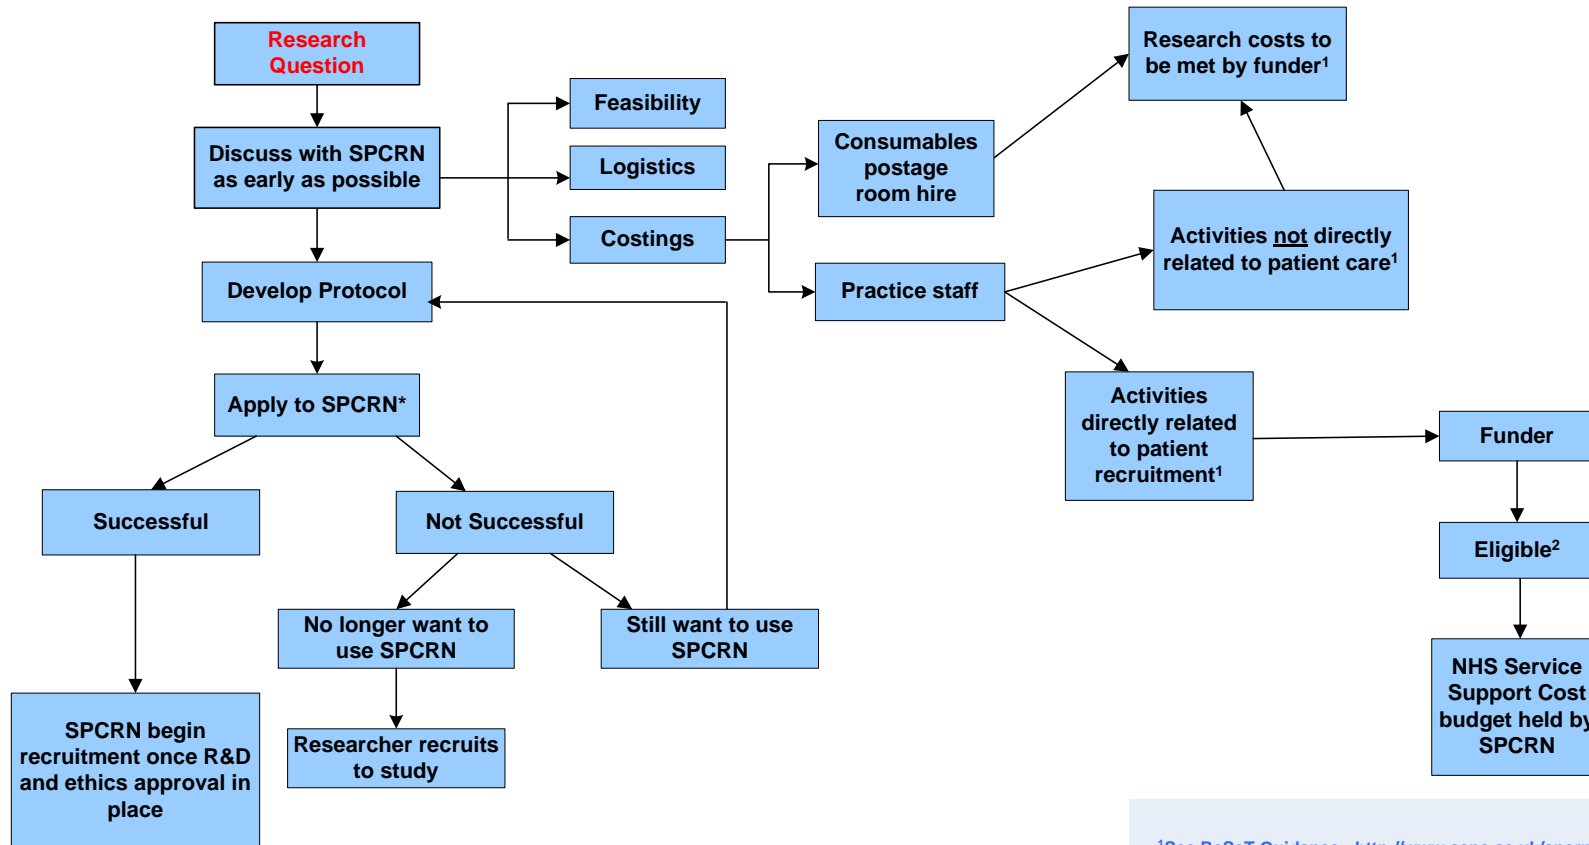 Research
Question
Discuss with SPCRN
as early as possible
Develop Protocol
Apply to SPCRN*
Successful
Not Successful
No longer want to
use SPCRN
Still want to use
SPCRN
SPCRN begin
recruitment once R&D
and ethics approval in
place
Researcher recruits
to study
Feasibility
Logistics
Costings
Consumables
postage
room hire
Practice staff
Research costs to
be met by funder¹
Activities not directly
related to patient care¹
Activities
directly related
to patient
recruitment¹
Funder
Eligible²
NHS Service
Support Cost
budget held by
SPCRN